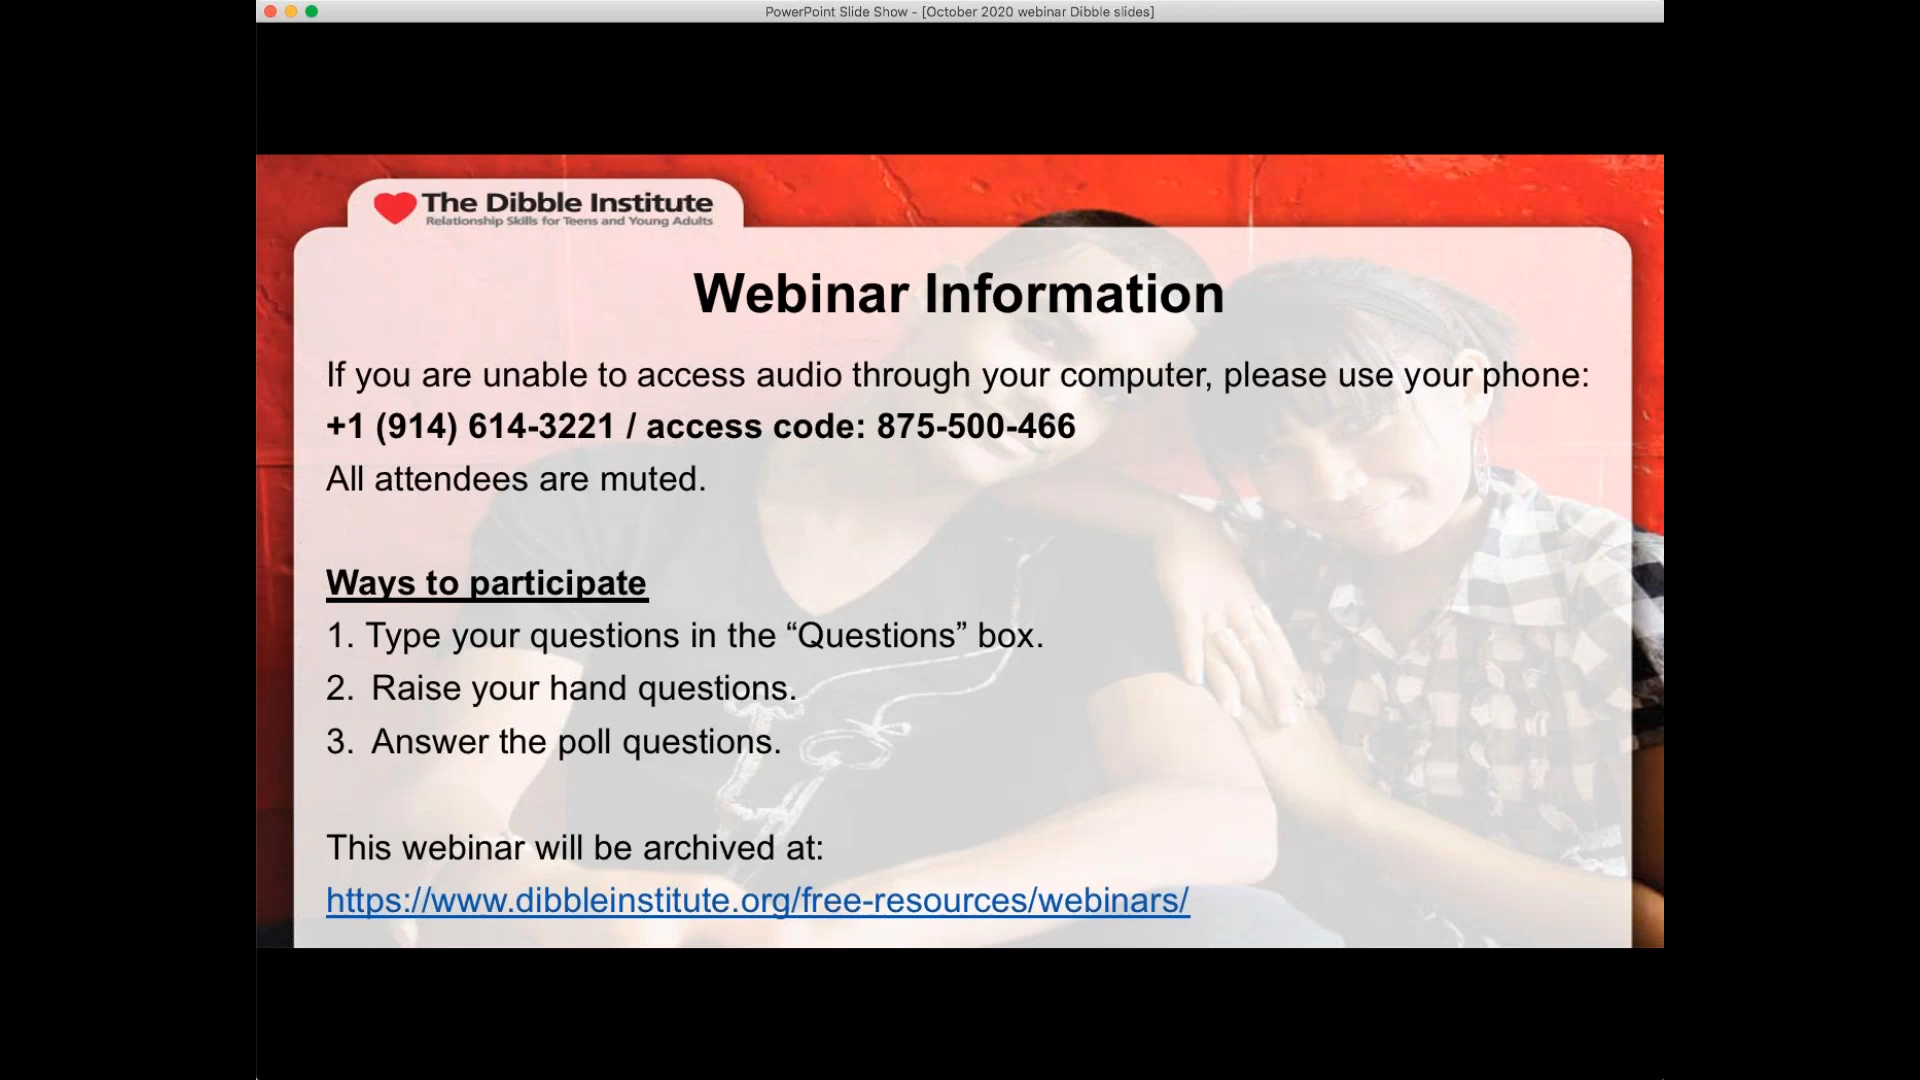 PowerPoint Slide Show - [October 2020 webinar Dibble slides]
The Dibble Institute
Relationship Skills for Teens and Young Adults
Webinar Information
If you are unable to access audio through your computer, please use your phone:
+1 (914) 614-3221 / access code: 875-500-466
All attendees are muted.
Ways to participate
1. Type your questions in the “Questions” box.
2. Raise your hand questions.
3. Answer the poll questions.
This webinar will be archived at:
https://www.dibbleinstitute.org/free-resources/webinars/